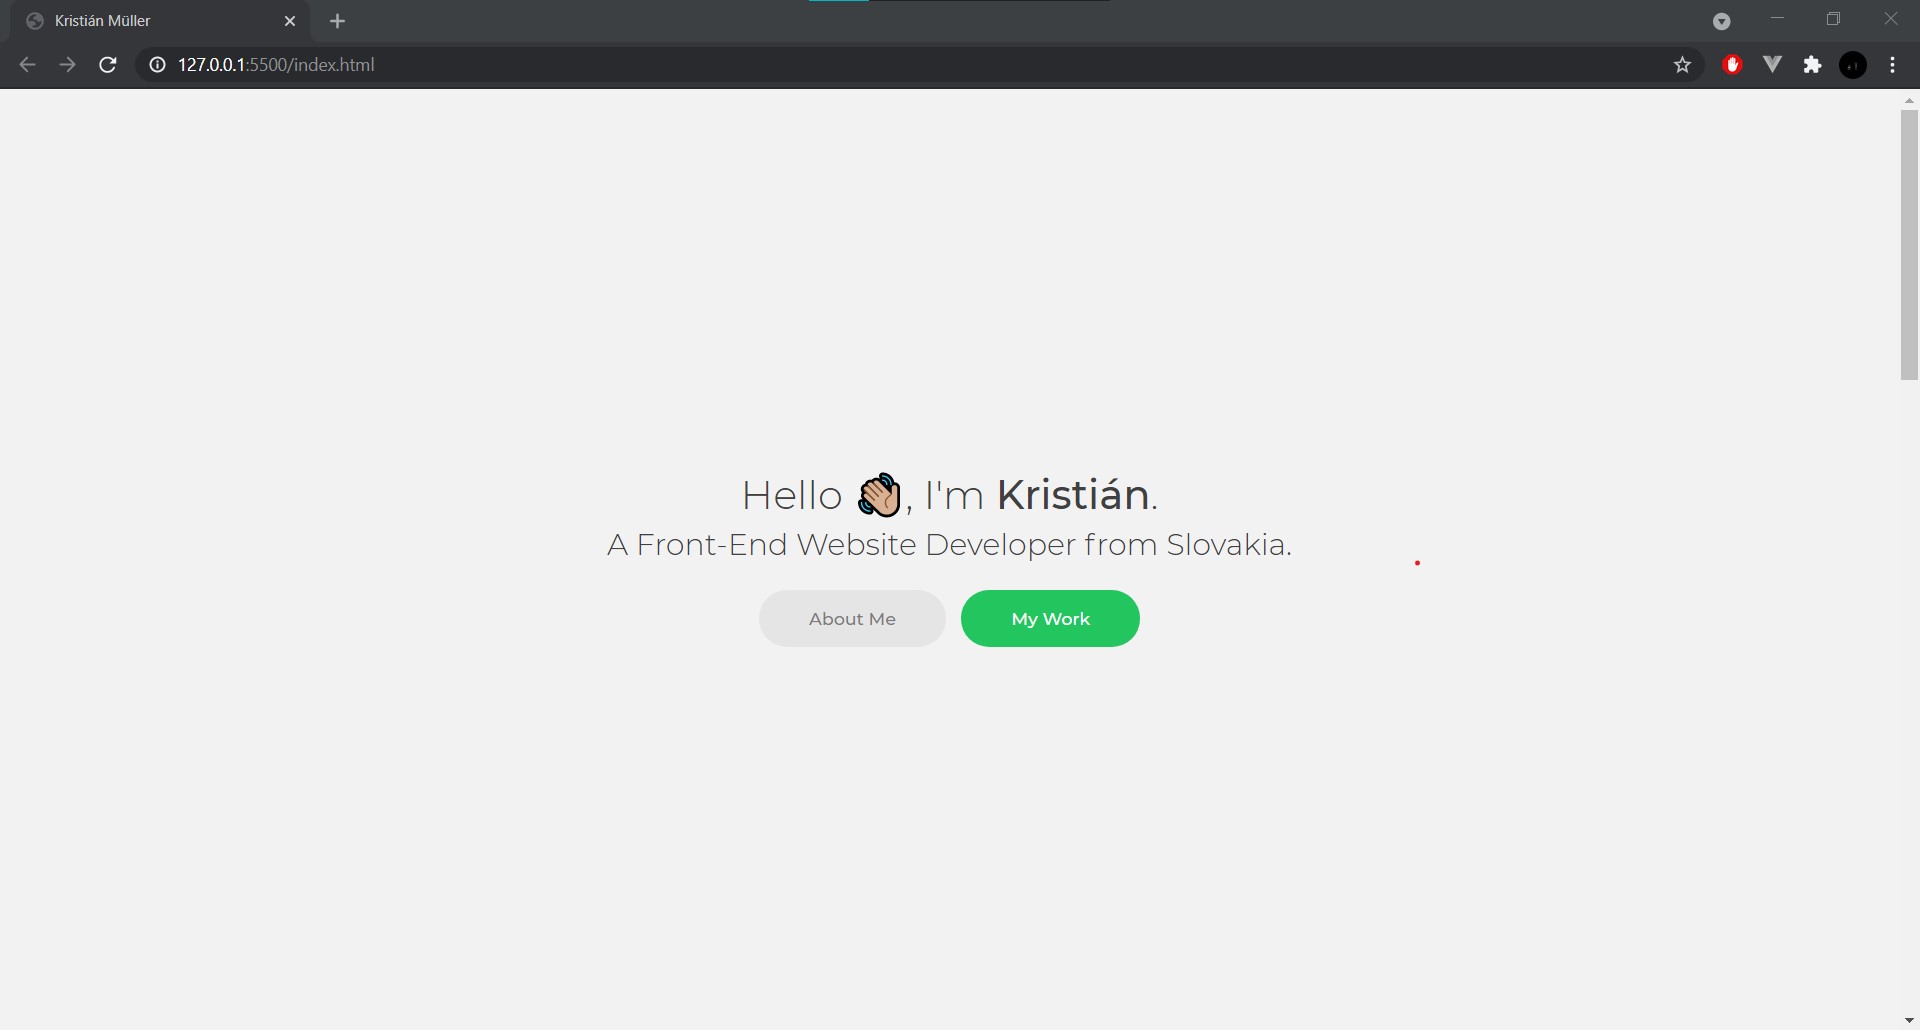 Kristián Müller
127.0.0.1:5500/index.html
Hello 👋🏼, I'm Kristián.
A Front-End Website Developer from Slovakia.
About Me
My Work